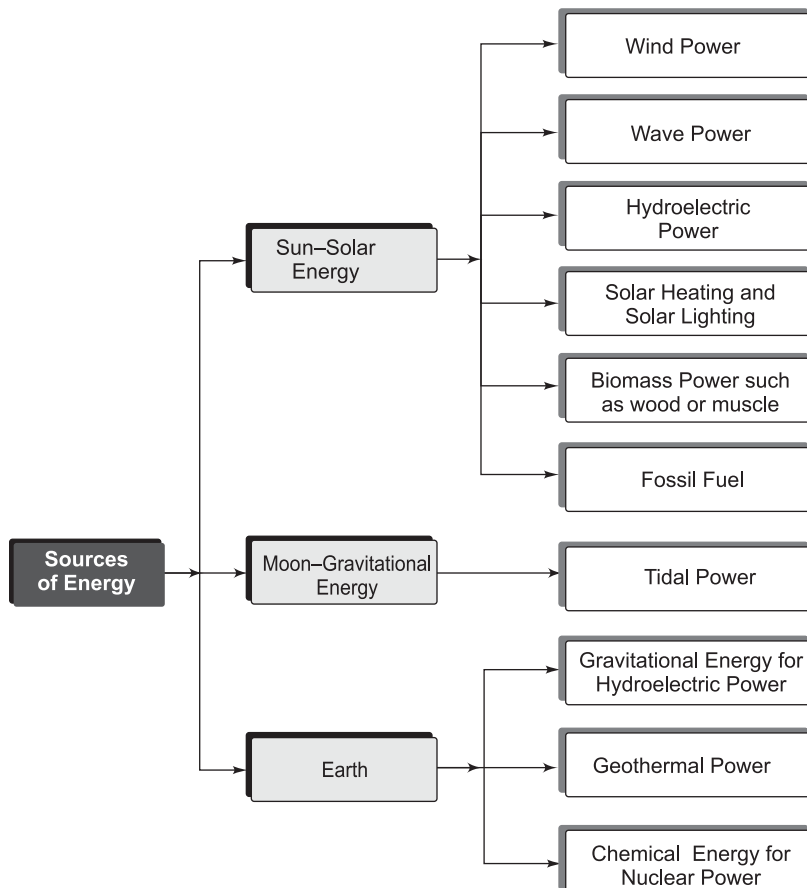 Wind Power
Wave Power
Hydroelectric
Power
Sun–Solar
Energy
Solar Heating and
Solar Lighting
Biomass Power such
as wood or muscle
Fossil Fuel
Sources
of Energy
Moon–Gravitational
Energy
Tidal Power
Gravitational Energy for
Hydroelectric Power
Earth
Geothermal Power
Chemical Energy for
Nuclear Power